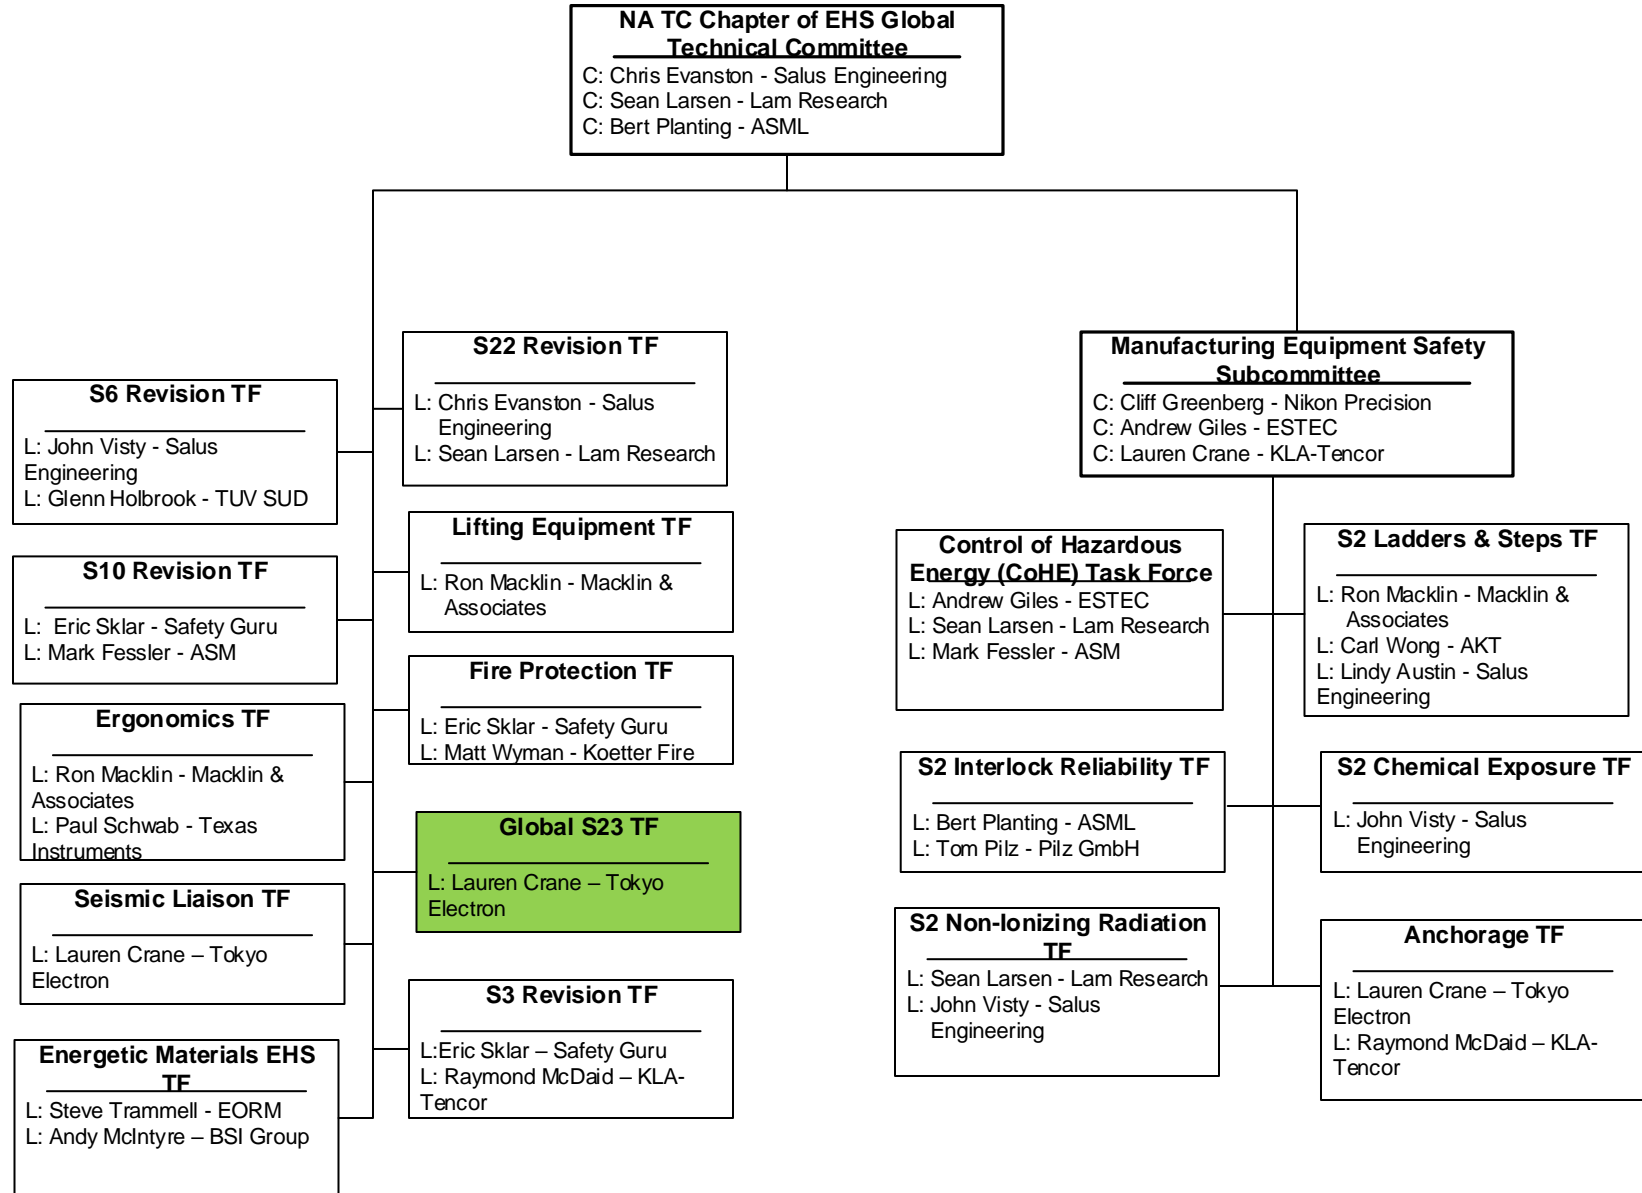 NA TC Chapter of EHS Global
Technical Committee
C: Chris Evanston - Salus Engineering
C: Sean Larsen - Lam Research
C: Bert Planting - ASML
S22 Revision TF
L: Chris Evanston - Salus
Engineering
L: Sean Larsen - Lam Research
Manufacturing Equipment Safety
Subcommittee
C: Cliff Greenberg - Nikon Precision
C: Andrew Giles - ESTEC
C: Lauren Crane - KLA-Tencor
S6 Revision TF
L: John Visty - Salus
Engineering
L: Glenn Holbrook - TUV SUD
Lifting Equipment TF
L: Ron Macklin - Macklin &
Associates
Control of Hazardous
Energy (CoHE) Task Force
L: Andrew Giles - ESTEC
L: Sean Larsen - Lam Research
L: Mark Fessler - ASM
S2 Ladders & Steps TF
L: Ron Macklin - Macklin &
Associates
L: Carl Wong - AKT
L: Lindy Austin - Salus
Engineering
S10 Revision TF
L: Eric Sklar - Safety Guru
L: Mark Fessler - ASM
Fire Protection TF
L: Eric Sklar - Safety Guru
L: Matt Wyman - Koetter Fire
Ergonomics TF
L: Ron Macklin - Macklin &
Associates
L: Paul Schwab - Texas
Instruments
S2 Interlock Reliability TF
L: Bert Planting - ASML
L: Tom Pilz - Pilz GmbH
S2 Chemical Exposure TF
L: John Visty - Salus
Engineering
Global S23 TF
L: Lauren Crane – Tokyo
Electron
Seismic Liaison TF
L: Lauren Crane – Tokyo
Electron
S2 Non-Ionizing Radiation
TF
L: Sean Larsen - Lam Research
L: John Visty - Salus
Engineering
Anchorage TF
L: Lauren Crane – Tokyo
Electron
L: Raymond McDaid – KLA-
Tencor
S3 Revision TF
L:Eric Sklar – Safety Guru
L: Raymond McDaid – KLA-
Tencor
Energetic Materials EHS
TF
L: Steve Trammell - EORM
L: Andy McIntyre – BSI Group